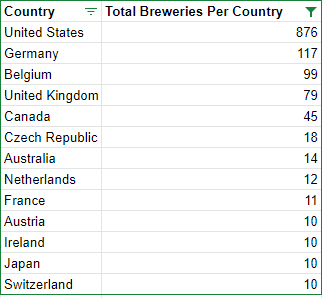 Country Total Breweries Per Country
United States 876
Germany 117
Belgium 99
United Kingdom 79
Canada 45
Czech Republic 18
Australia 14
Netherlands 12
France 11
Austria 10
Ireland 10
Japan 10
Switzerland 10